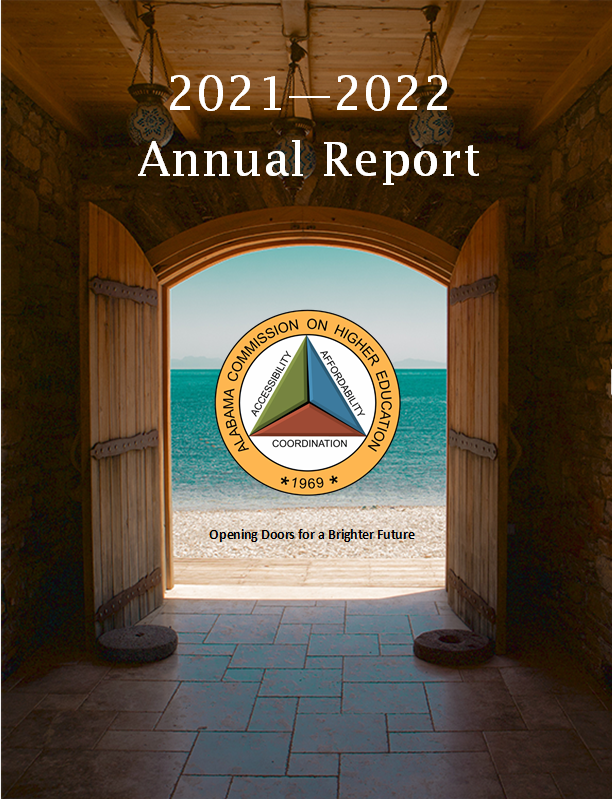 2021—2022
Annual Report
ALABAMA COMMISSION ON HIGHER EDUCATION
ACCESSIBILITY
AFFORDABILITY
COORDINATION
*1969*
Opening Doors for a Brighter Future